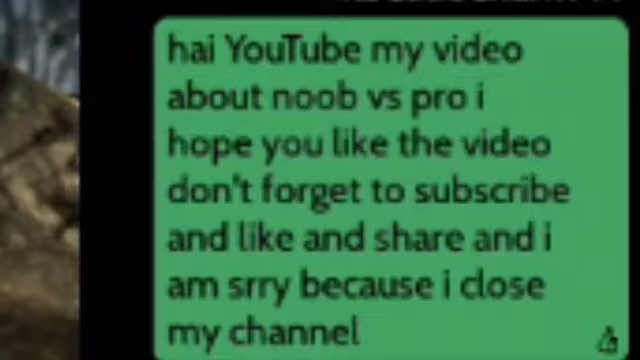 hai YouTube my video
about noob vs pro i
hope you like the video
don't forget to subscribe
and like and share and i
am srry because i close
my channel